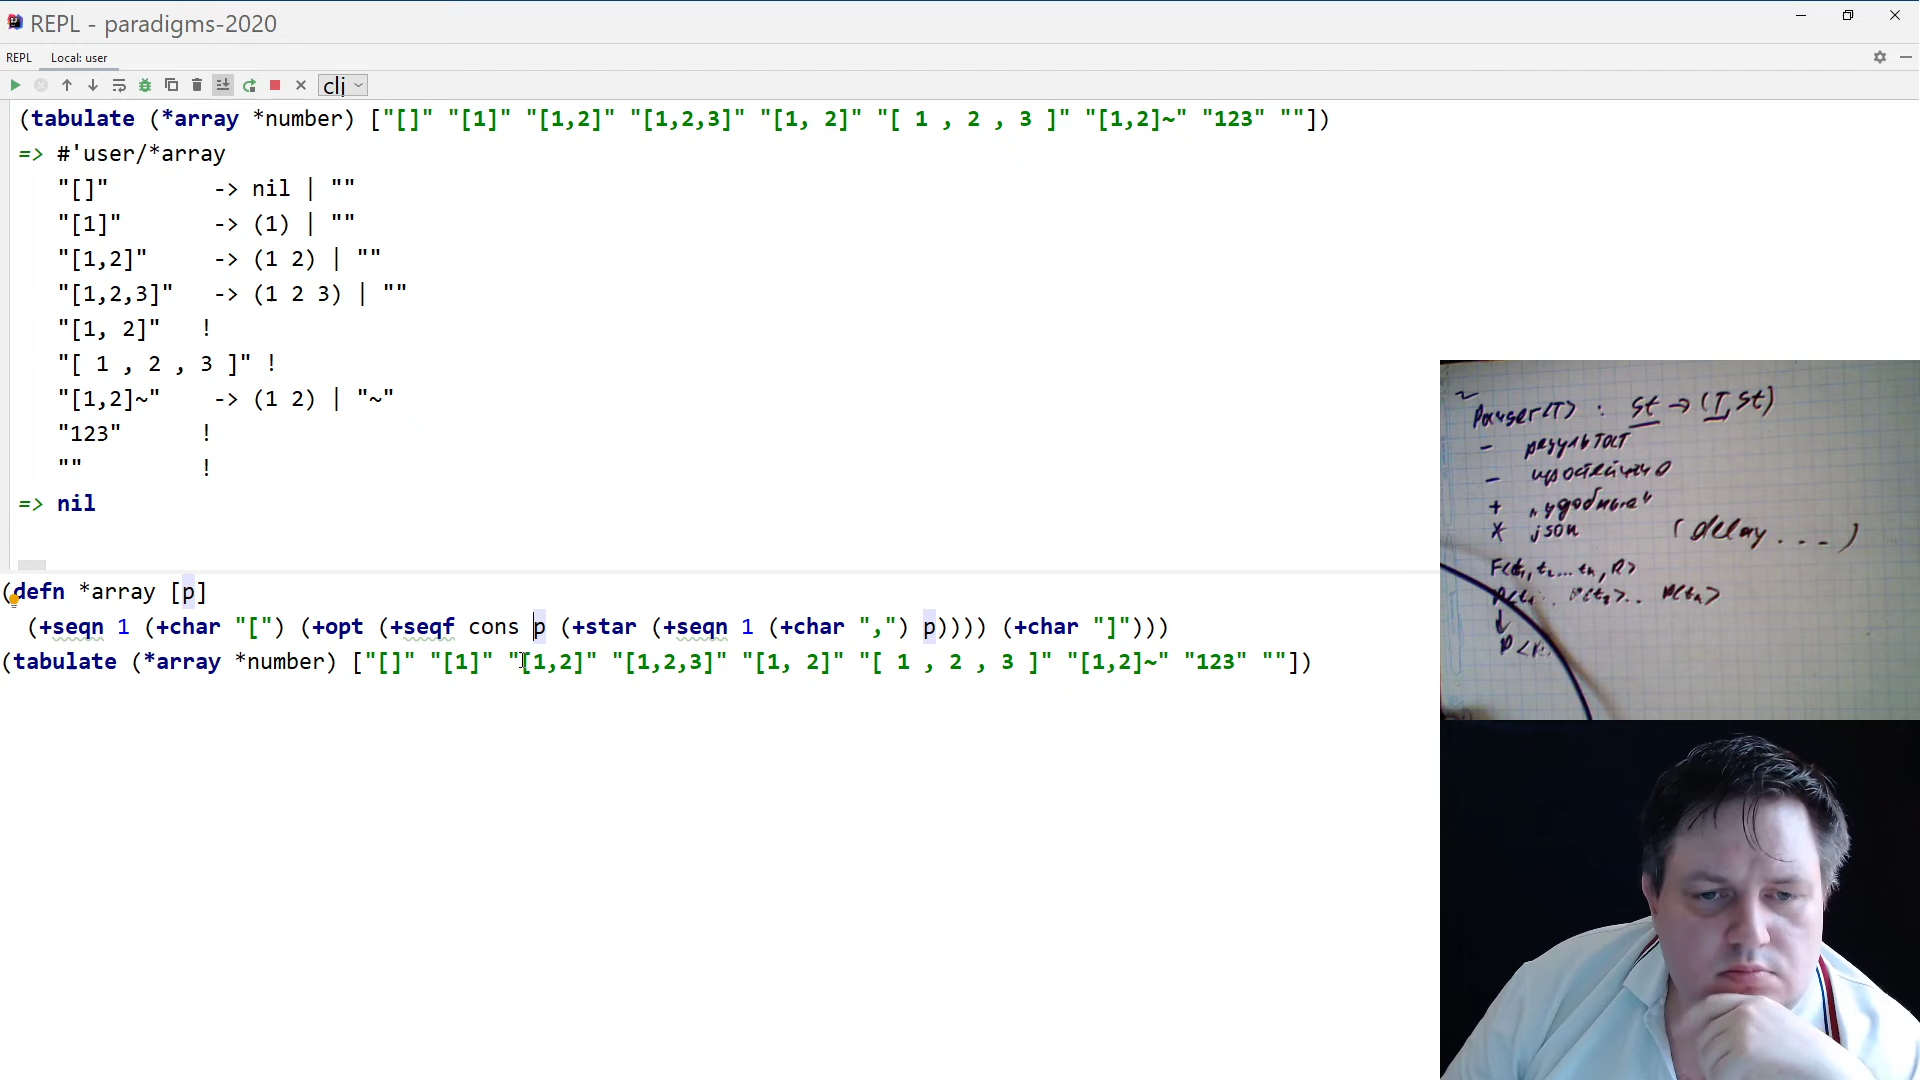 REPL - paradigms-2020
REPL Local: user
clj
(tabulate (*array *number) ["[]" "[1]" "[1,2]" "[1,2,3]" "[1, 2]" "[ 1 , 2 , 3 ]" "[1,2]~" "123" ""])
=> #'user/*array
"[]" -> nil | ""
"[1]" -> (1) | ""
"[1,2]" -> (1 2) | ""
"[1,2,3]" -> (1 2 3) | ""
"[1, 2]" !
"[ 1 , 2 , 3 ]" !
"[1,2]~" -> (1 2) | "~"
"123" !
"" !
=> nil
(defn *array [p]
(+seqn 1 (+char "[") (+opt (+seqf cons p (+star (+seqn 1 (+char ",") p)))) (+char "]")))
(tabulate (*array *number) ["[]" "[1]" "[1,2]" "[1,2,3]" "[1, 2]" "[ 1 , 2 , 3 ]" "[1,2]~" "123" ""])
Parser(T) : St -> (T, St)
- результат
- простейшие
+ "удобные"
* json (delay ...)